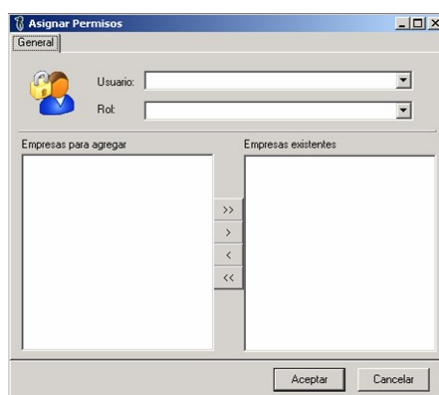 Asignar Permisos
General
Usuario:
Rol:
Empresas para agregar Empresas existentes
>>
>
<
<<
Aceptar Cancelar